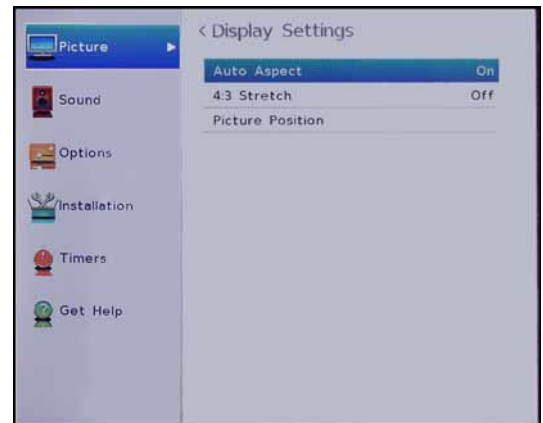 Picture
Sound
Options
Installation
Timers
Get Help
< Display Settings
Auto Aspect On
4:3 Stretch Off
Picture Position